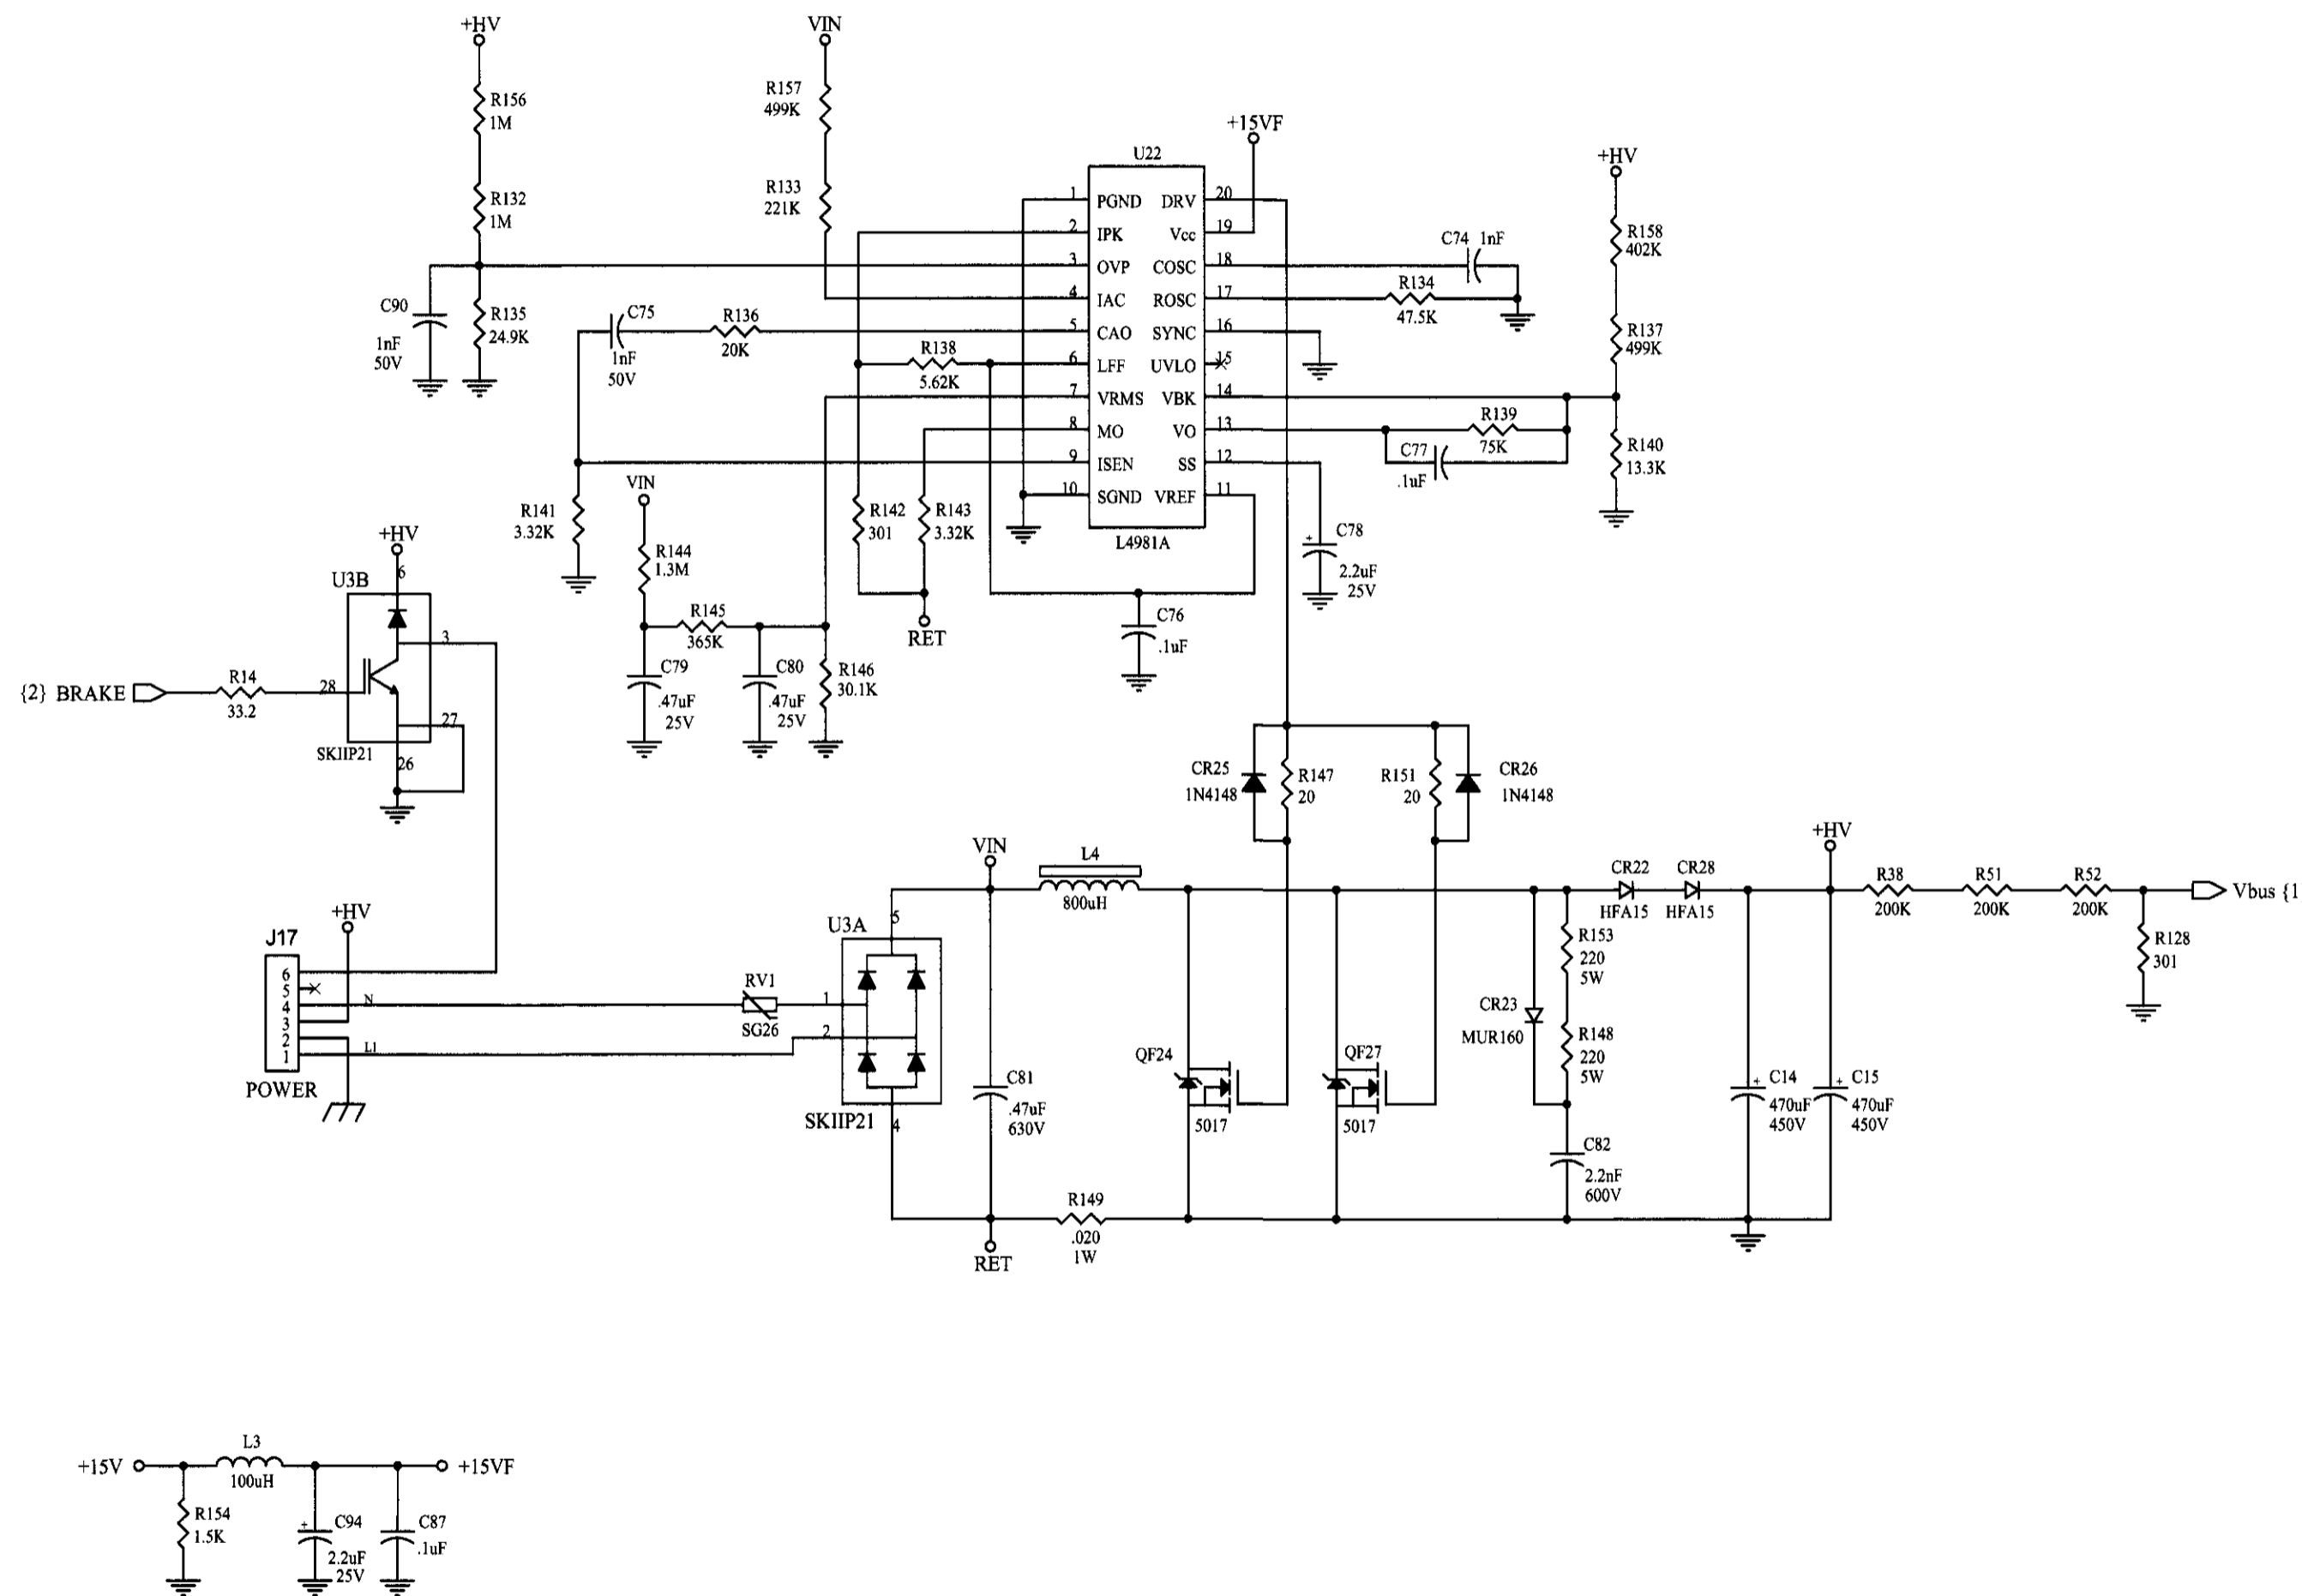 +HV
VIN
R156
1M
R157
499K
+15VF
U22
+HV
R132
1M
R133
221K
1 PGND DRV 20
2 IPK Vcc 19
3 OVP COSC 18
4 IAC ROSC 17
5 CAO SYNC 16
6 LFF UVLO 15
7 VRMS VBK 14
8 MO VO 13
9 ISEN SS 12
10 SGND VREF 11
L4981A
C74 1nF
R134
47.5K
R158
402K
R137
499K
C90
1nF
50V
R135
24.9K
C75
1nF
50V
R136
20K
R138
5.62K
R139
75K
C77
.1uF
R140
13.3K
R141
3.32K
VIN
R142
301
R143
3.32K
C78
2.2uF
25V
R144
1.3M
R145
365K
RET
C76
.1uF
C79
.47uF
25V
C80
.47uF
25V
R146
30.1K
+HV
6
U3B
3
{2} BRAKE
R14
33.2
28
27
SKIIP21
26
CR25
1N4148
R147
20
R151
20
CR26
1N4148
+HV
VIN
L4
800uH
CR22
HFA15
CR28
HFA15
R38
200K
R51
200K
R52
200K
Vbus {1
R128
301
+HV
J17
6
5
4
3
2
1
POWER
N
L1
RV1
SG26
U3A
5
1
2
4
SKIIP21
C81
.47uF
630V
QF24
5017
QF27
5017
R153
220
5W
CR23
MUR160
R148
220
5W
C82
2.2nF
600V
C14
470uF
450V
C15
470uF
450V
R149
.020
1W
RET
+15V
L3
100uH
+15VF
R154
1.5K
C94
2.2uF
25V
C87
.1uF